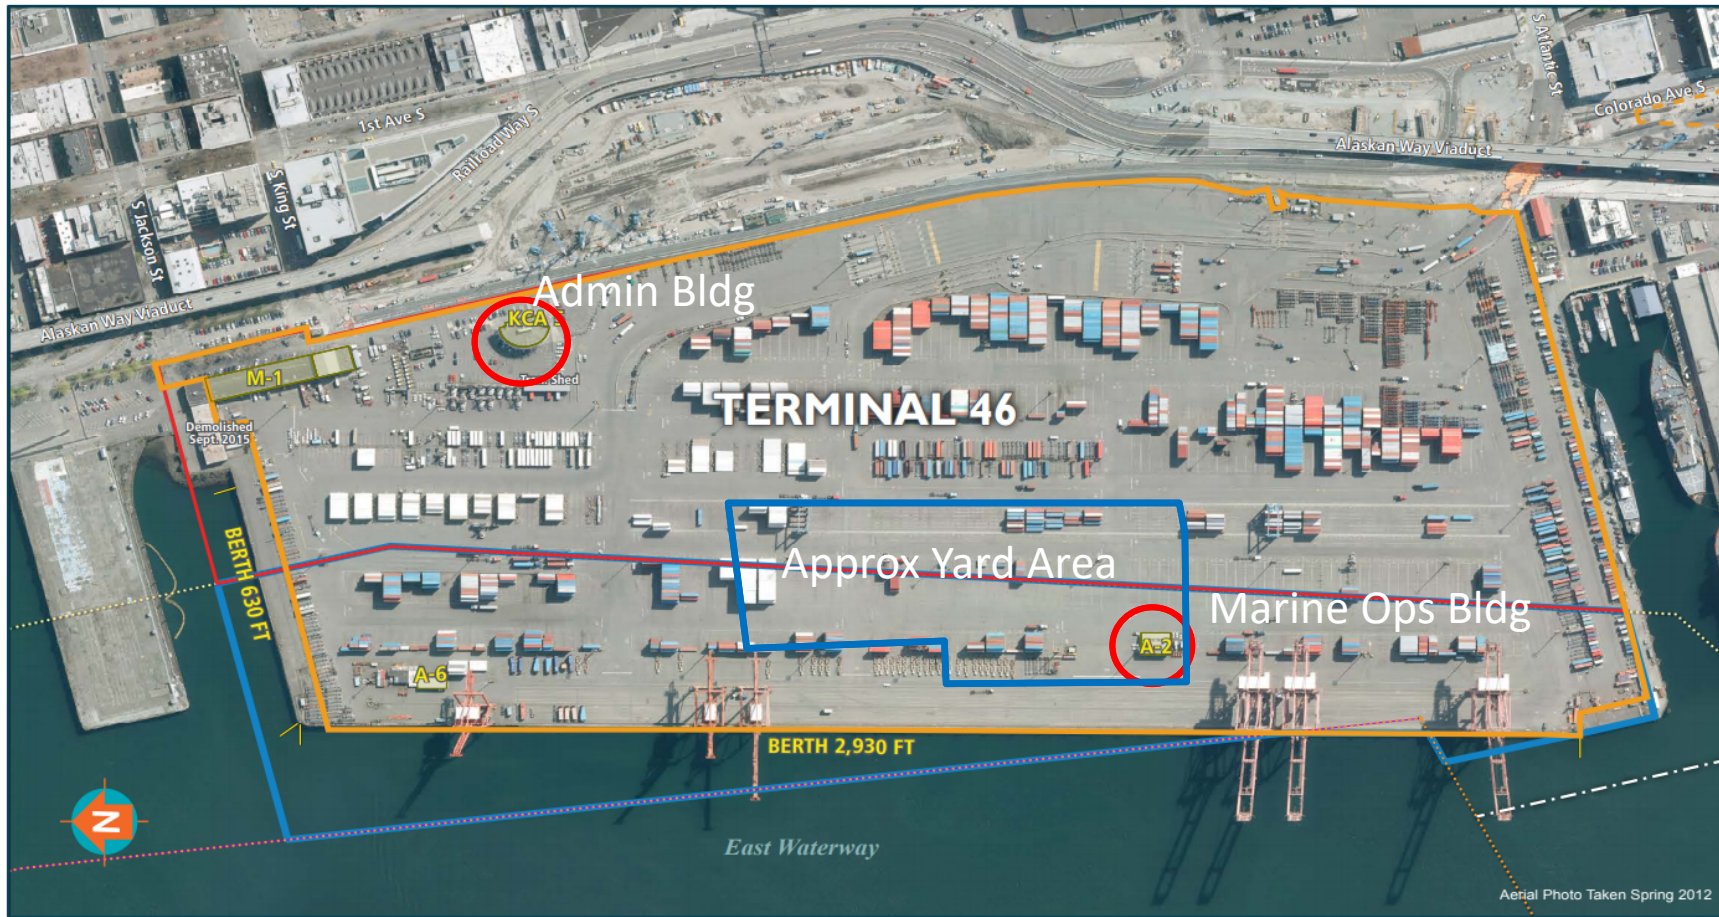 S Atlantic St
Colorado Ave S
1st Ave S
Railroad Way S
Alaskan Way Viaduct
S King St
S Jackson St
Alaskan Way Viaduct
Admin Bldg
KCA
M-1
Shed
Demolished
Sept. 2015
TERMINAL 46
BERTH 630 FT
Approx Yard Area
Marine Ops Bldg
A-2
A-6
BERTH 2,930 FT
N
East Waterway
Aerial Photo Taken Spring 2012